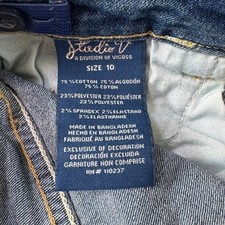 Studio V
A DIVISION OF VIGOSS
SIZE 10
75 % COTTON 75 % ALGODÓN
75 % COTON
23% POLYESTER 23% POLIÉSTER
23% POLYESTER
2 % SPANDEX 2 % ELASTANO
2 % ELASTHANNE
MADE IN BANGLADESH
HECHO EN BANGLADESH
FABRIQUÉ AU BANGLADESH
EXCLUSIVE OF DECORATION
DECORACIÓN EXCLUIDA
GARNITURE NON COMPRISE
RN# 110237